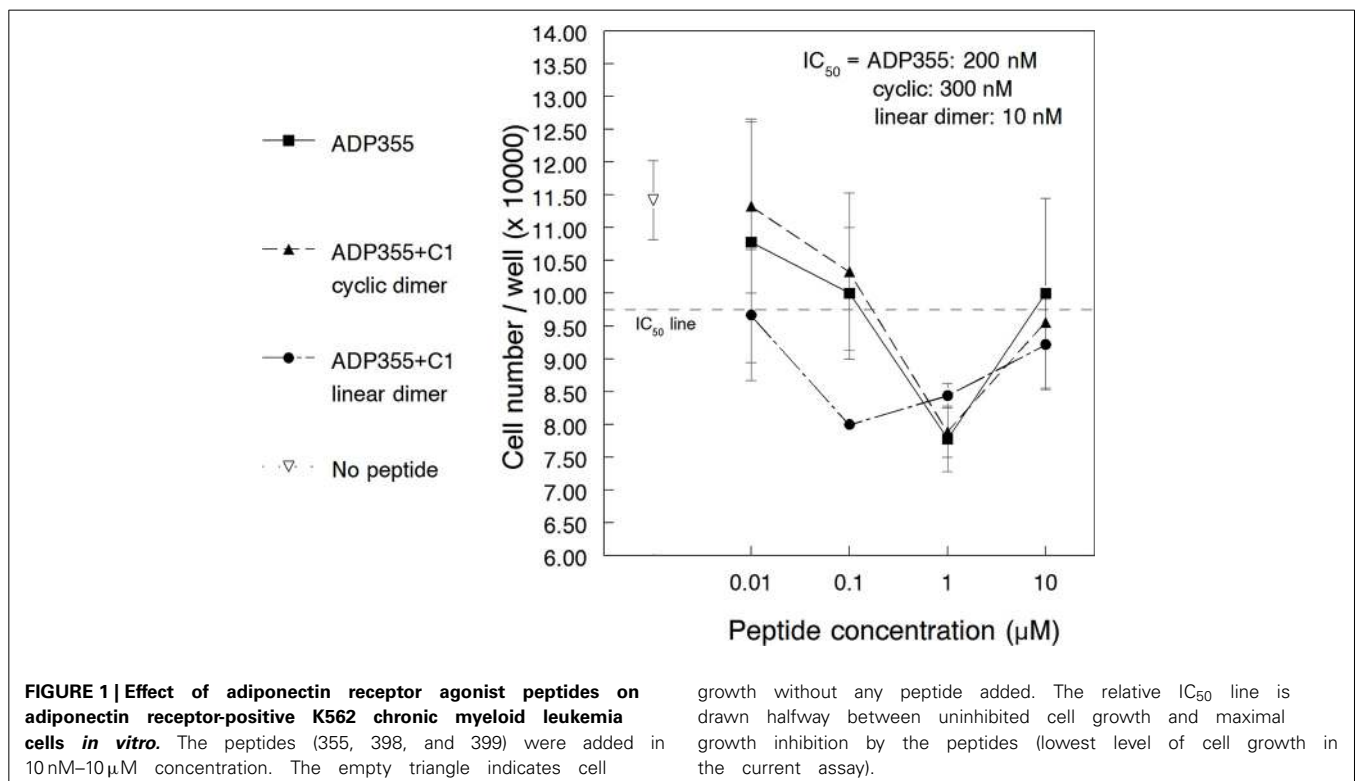 14.00
13.50
13.00
12.50
12.00
11.50
11.00
10.50
10.00
9.50
9.00
8.50
8.00
7.50
7.00
6.50
6.00
Cell number / well (x 10000)
IC50 = ADP355: 200 nM
cyclic: 300 nM
linear dimer: 10 nM
ADP355
ADP355+C1
cyclic dimer
ADP355+C1
linear dimer
No peptide
IC50 line
0.01 0.1 1 10
Peptide concentration (µM)
FIGURE 1 | Effect of adiponectin receptor agonist peptides on
adiponectin receptor-positive K562 chronic myeloid leukemia
cells in vitro. The peptides (355, 398, and 399) were added in
10 nM–10 µM concentration. The empty triangle indicates cell
growth without any peptide added. The relative IC50 line is
drawn halfway between uninhibited cell growth and maximal
growth inhibition by the peptides (lowest level of cell growth in
the current assay).